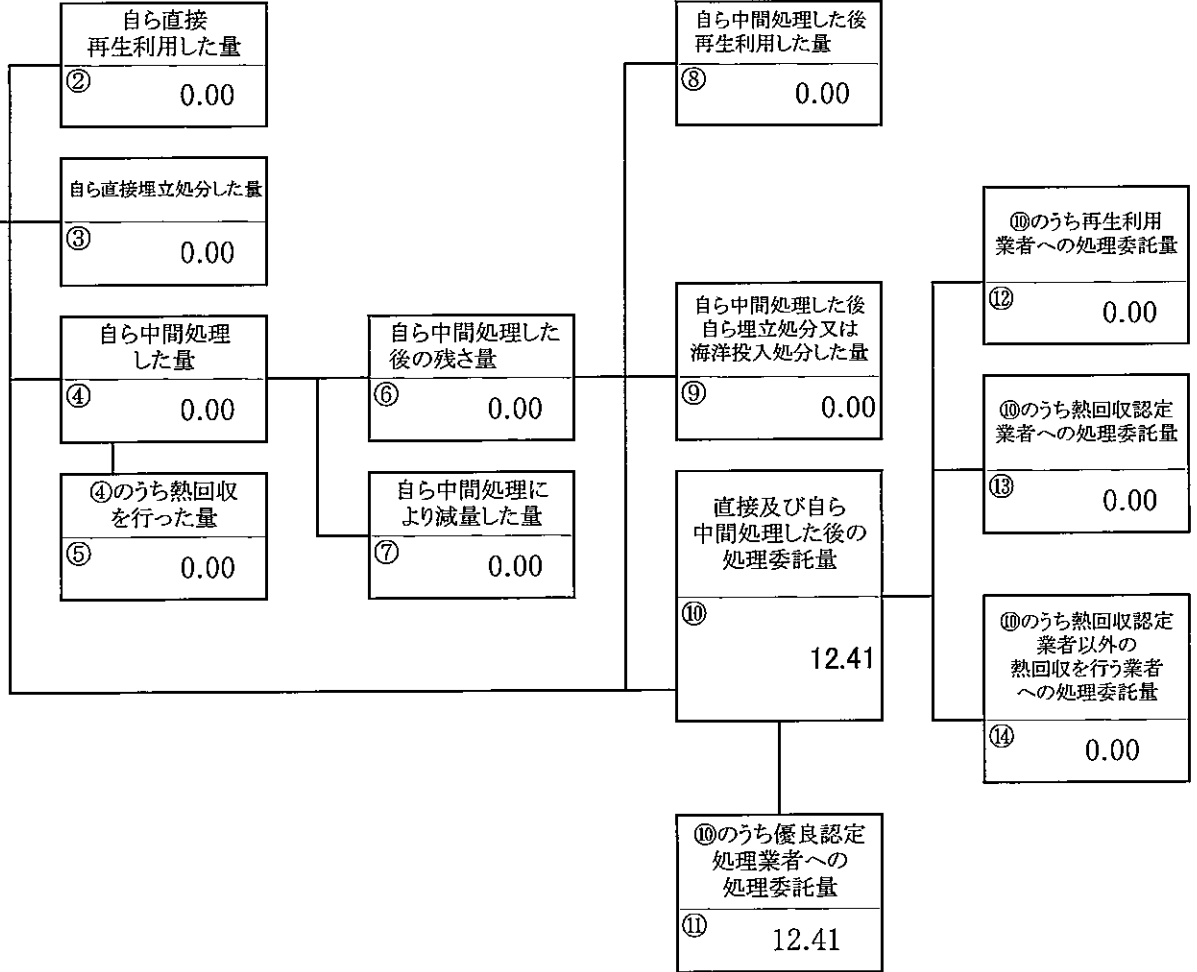 自ら直接
再生利用した量
②
0.00
自ら直接埋立処分した量
③
0.00
自ら中間処理
した量
④
0.00
④のうち熱回収
を行った量
⑤
0.00
自ら中間処理した
後の残さ量
⑥
0.00
自ら中間処理に
より減量した量
⑦
0.00
自ら中間処理した後
再生利用した量
⑧
0.00
自ら中間処理した後
自ら埋立処分又は
海洋投入処分した量
⑨
0.00
直接及び自ら
中間処理した後の
処理委託量
⑩
12.41
⑩のうち優良認定
処理業者への
処理委託量
⑪
12.41
⑩のうち再生利用
業者への処理委託量
⑫
0.00
⑩のうち熱回収認定
業者への処理委託量
⑬
0.00
⑩のうち熱回収認定
業者以外の
熱回収を行う業者
への処理委託量
⑭
0.00